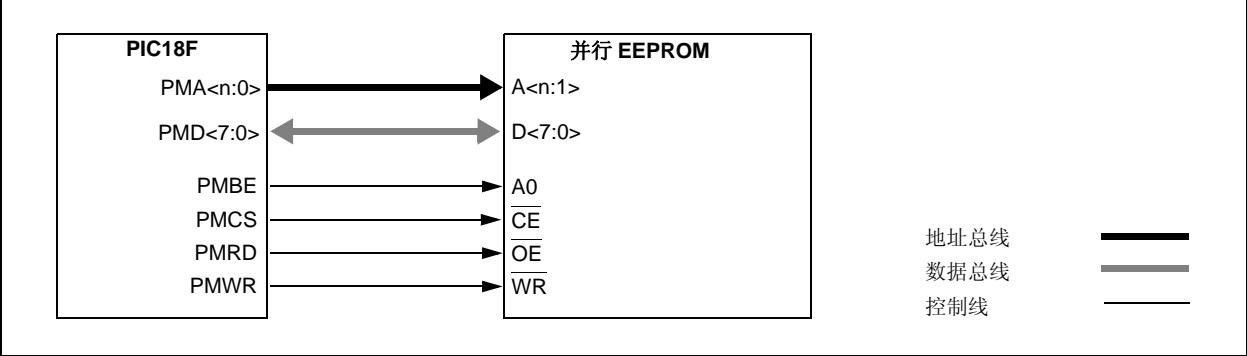 PIC18F
并行 EEPROM
PMA<n:0>
A<n:1>
PMD<7:0>
D<7:0>
PMBE
A0
PMCS
CE
PMRD
OE
PMWR
WR
地址总线
数据总线
控制线